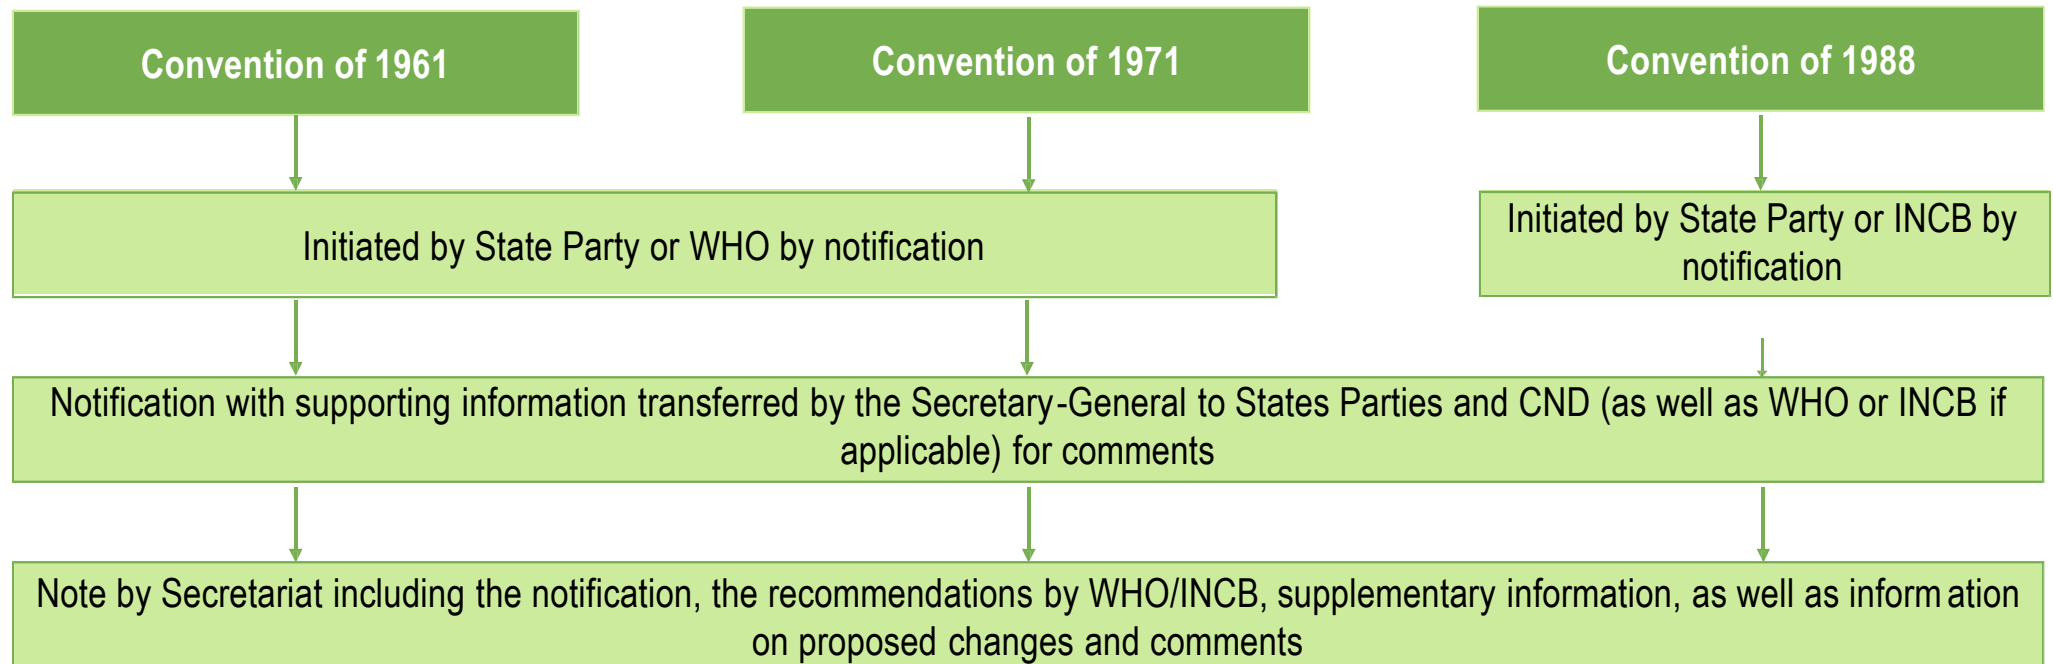 Convention of 1961
Convention of 1971
Convention of 1988
Initiated by State Party or WHO by notification
Initiated by State Party or INCB by
notification
Notification with supporting information transferred by the Secretary-General to States Parties and CND (as well as WHO or INCB if
applicable) for comments
Note by Secretariat including the notification, the recommendations by WHO/INCB, supplementary information, as well as information
on proposed changes and comments